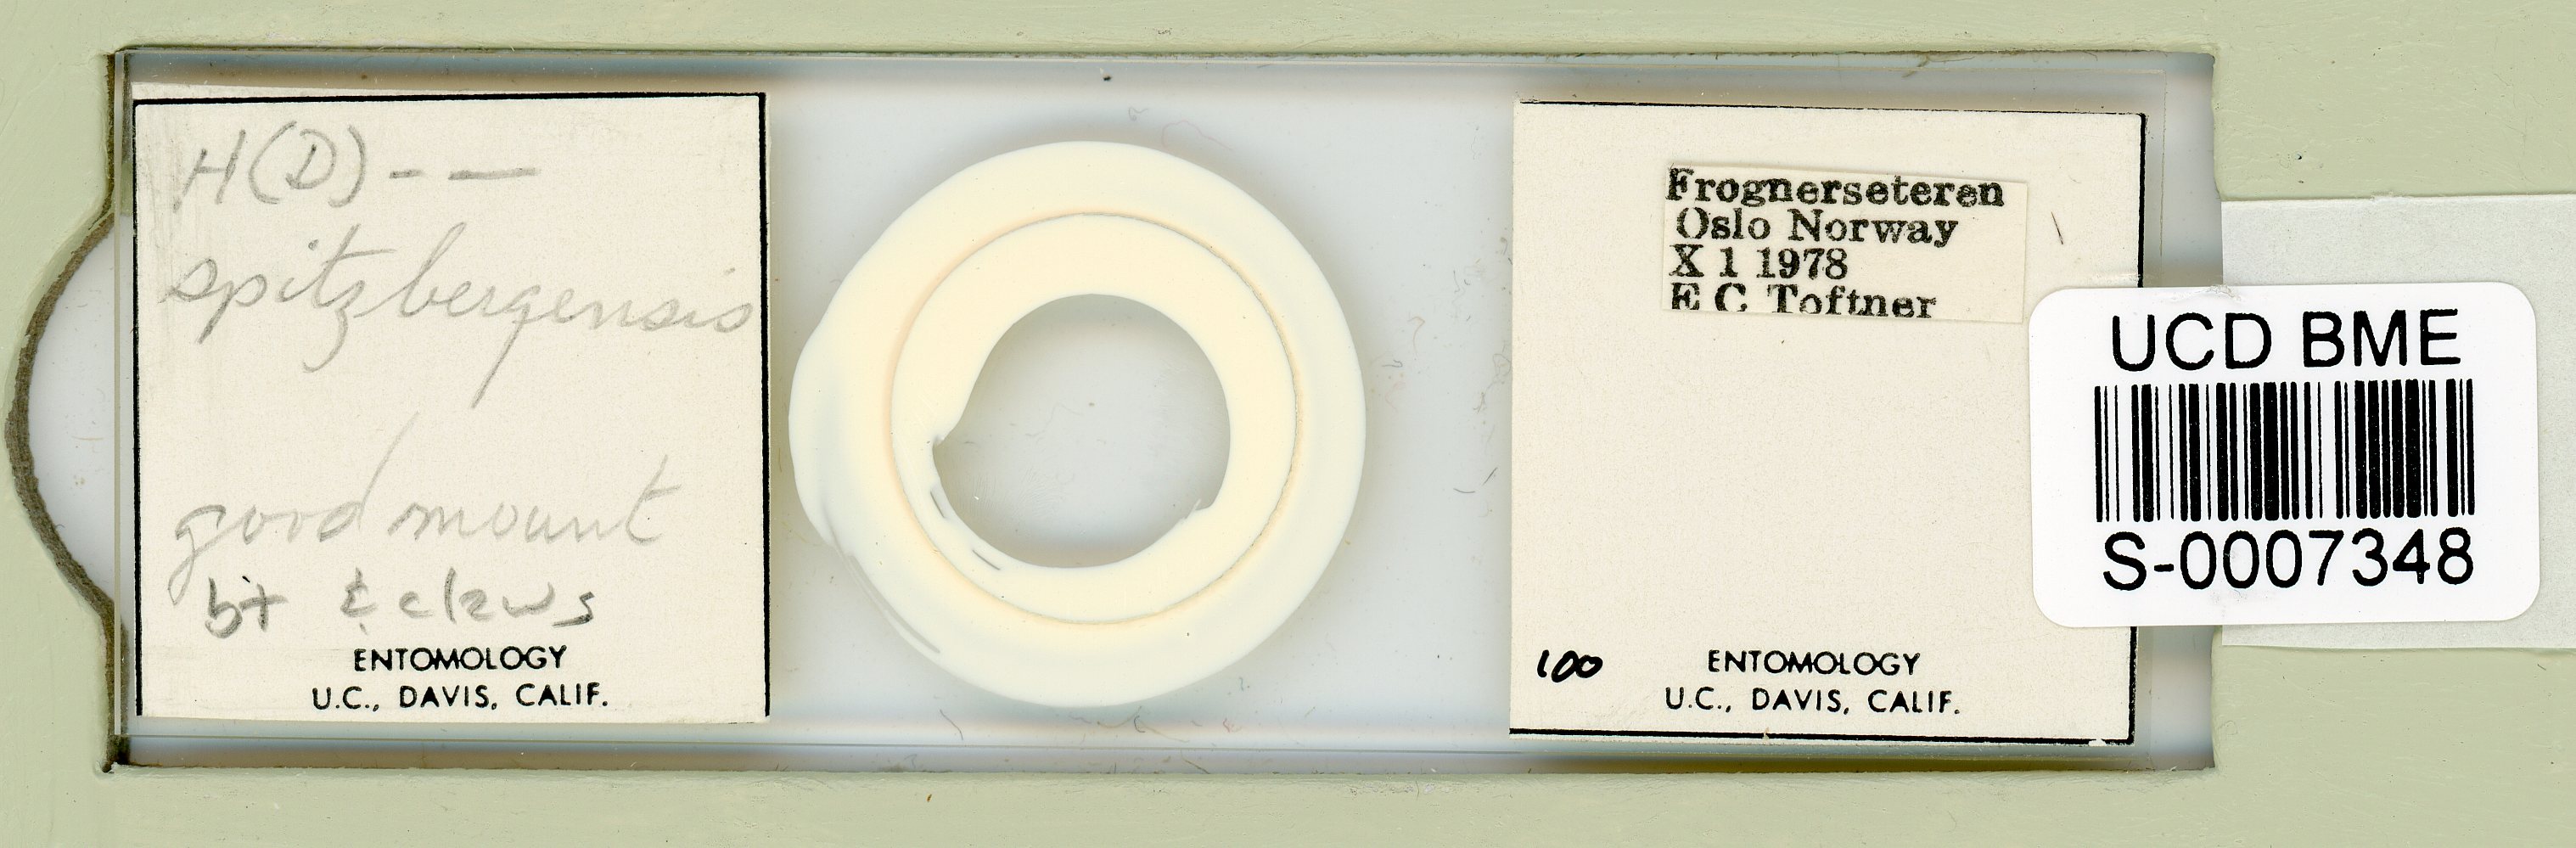 H(D)- —
spitzbergensis
good mount
bt & claws
ENTOMOLOGY
U.C., DAVIS, CALIF.
Frognerseteren
Oslo Norway
X 1 1978
E C Toftner
100
ENTOMOLOGY
U.C., DAVIS, CALIF.
UCD BME
S-0007348